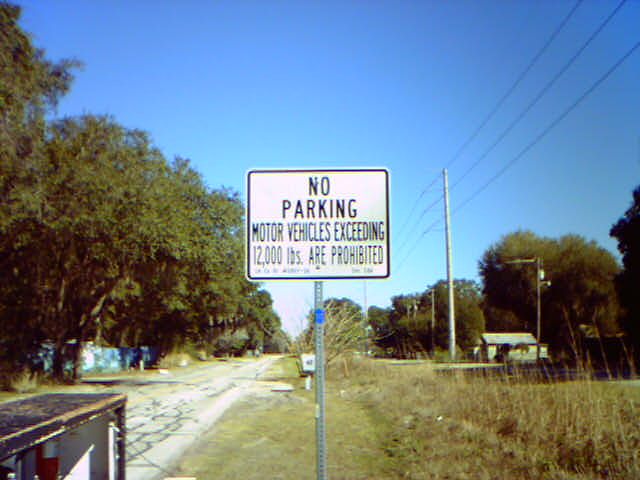 NO
PARKING
MOTOR VEHICLES EXCEEDING
12,000 lbs. ARE PROHIBITED